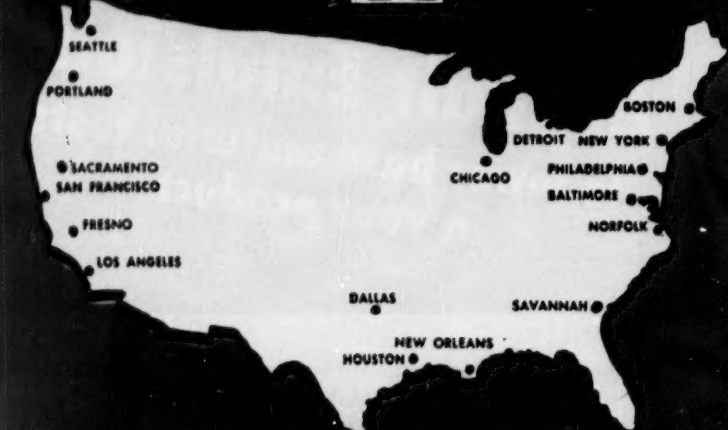 SEATTLE
PORTLAND
BOSTON
DETROIT
NEW YORK
SACRAMENTO
CHICAGO
PHILADELPHIA
SAN FRANCISCO
BALTIMORE
FRESNO
NORFOLK
LOS ANGELES
DALLAS
SAVANNAH
NEW ORLEANS
HOUSTON